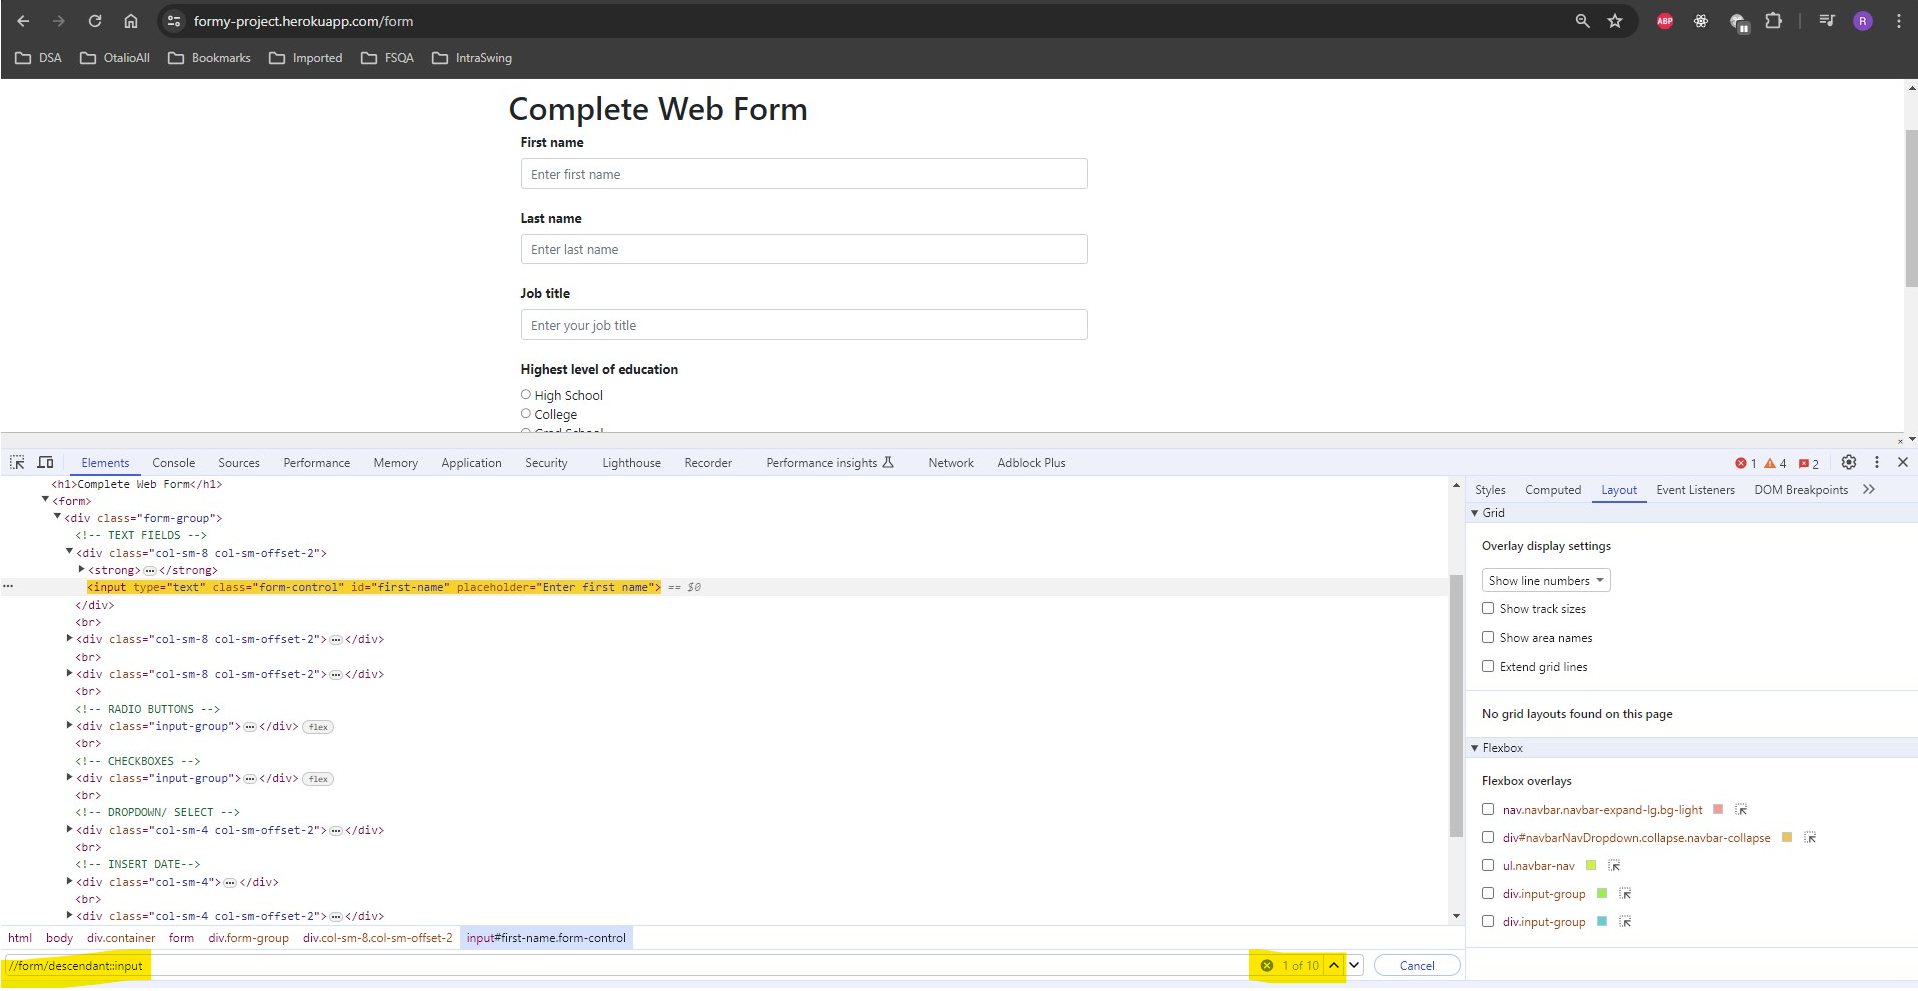 formy-project.herokuapp.com/form
ABP
R
DSA OtalioAll Bookmarks Imported FSQA IntraSwing
Complete Web Form
First name
Enter first name
Last name
Enter last name
Job title
Enter your job title
Highest level of education
High School
College
Grad School
Elements Console Sources Performance Memory Application Security Lighthouse Recorder Performance insights Network Adblock Plus 1 4 2
<h1>Complete Web Form</h1>
<form>
<div class="form-group">
<!-- TEXT FIELDS -->
<div class="col-sm-8 col-sm-offset-2">
<strong>…</strong>
<input type="text" class="form-control" id="first-name" placeholder="Enter first name"> == $0
</div>
<br>
<div class="col-sm-8 col-sm-offset-2">…</div>
<br>
<div class="col-sm-8 col-sm-offset-2">…</div>
<br>
<!-- RADIO BUTTONS -->
<div class="input-group">…</div> flex
<br>
<!-- CHECKBOXES -->
<div class="input-group">…</div> flex
<br>
<!-- DROPDOWN/ SELECT -->
<div class="col-sm-4 col-sm-offset-2">…</div>
<br>
<!-- INSERT DATE-->
<div class="col-sm-4">…</div>
<br>
<div class="col-sm-4 col-sm-offset-2">…</div>
html body div.container form div.form-group div.col-sm-8.col-sm-offset-2 input#first-name.form-control
//form/descendant::input 1 of 10 Cancel
Styles Computed Layout Event Listeners DOM Breakpoints
Grid
Overlay display settings
Show line numbers
Show track sizes
Show area names
Extend grid lines
No grid layouts found on this page
Flexbox
Flexbox overlays
nav.navbar.navbar-expand-lg.bg-light
div#navbarNavDropdown.collapse.navbar-collapse
ul.navbar-nav
div.input-group
div.input-group